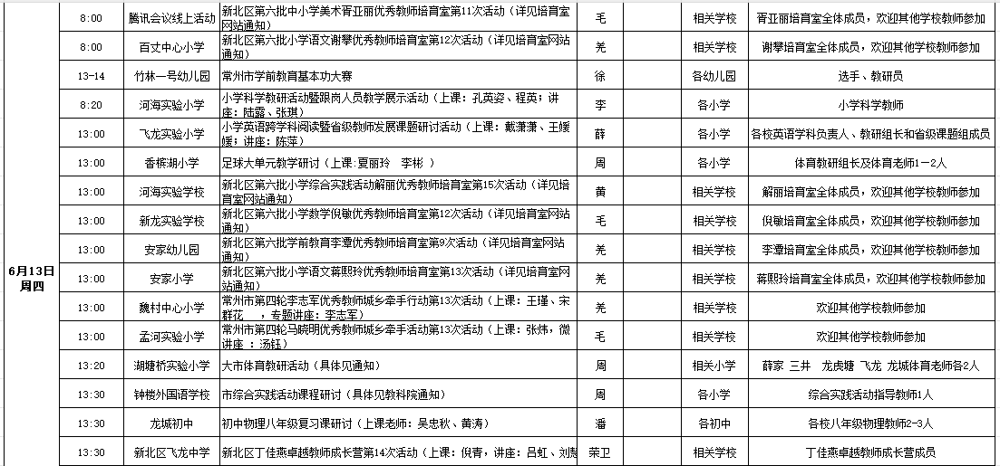 8:00 腾讯会议线上活动 新北区第六批中小学美术胥亚丽优秀教师培育室第11次活动（详见培育室 毛 相关学校 胥亚丽培育室全体成员，欢迎其他学校教师参加
网站通知）
8:00 百丈中心小学 新北区第六批小学语文谢攀优秀教师培育室第12次活动（详见培育室网站 羌 相关学校 谢攀培育室全体成员，欢迎其他学校教师参加
通知）
13-14 竹林一号幼儿园 常州市学前教育基本功大赛 徐 各幼儿园 选手、教研员
8:20 河海实验小学 小学科学教研活动暨跟岗人员教学展示活动（上课：孔英姿、程英；讲 李 各小学 小学科学教师
座：陆露、张琪）
13:00 飞龙实验小学 小学英语跨学科阅读暨省级教师发展课题研讨活动（上课：戴潇潇、王媛 薛 各小学 各校英语学科负责人、教研组长和省级课题组成员
媛；讲座：陈萍）
13:00 香槟湖小学 足球大单元教学研讨（上课:夏丽玲 李彬 ） 周 各小学 体育教研组长及体育老师1—2人
13:00 河海实验学校 新北区第六批小学综合实践活动解丽优秀教师培育室第15次活动（详见培 黄 相关学校 解丽培育室全体成员，欢迎其他学校教师参加
育室网站通知）
13:00 新龙实验学校 新北区第六批小学数学倪敏优秀教师培育室第12次活动（详见培育室网站 毛 相关学校 倪敏培育室全体成员，欢迎其他学校教师参加
通知）
13:00 安家幼儿园 新北区第六批学前教育李潭优秀教师培育室第9次活动（详见培育室网站 羌 相关学校 李潭培育室全体成员，欢迎其他学校教师参加
通知）
6月13日
周四
13:00 安家小学 新北区第六批小学语文蒋熙玲优秀教师培育室第13次活动（详见培育室网 羌 相关学校 蒋熙玲培育室全体成员，欢迎其他学校教师参加
站通知）
13:00 魏村中心小学 常州市第四轮李志军优秀教师城乡牵手行动第13次活动（上课：王瑾、宋 羌 相关学校 欢迎其他学校教师参加
群花 ，专题讲座：李志军）
13:00 孟河实验小学 常州市第四轮马晓明优秀教师城乡牵手活动第13次活动（上课：张炜，微 毛 相关学校 欢迎其他学校教师参加
讲座 ：汤钰）
13:20 湖塘桥实验小学 大市体育教研活动（具体见通知） 周 相关小学 薛家 三井 龙虎塘 飞龙 龙城体育老师各2人
13:30 钟楼外国语学校 市综合实践活动课程研讨（具体见教科院通知） 周 各小学 综合实践活动指导教师1人
13:30 龙城初中 初中物理八年级复习课研讨（上课老师：吴忠秋、黄涛） 潘 各初中 各校八年级物理教师2-3人
13:30 新北区飞龙中学 新北区丁佳燕卓越教师成长营第14次活动（上课：倪青，讲座：吕虹、刘慧 荣卫 相关学校 丁佳燕卓越教师成长营成员